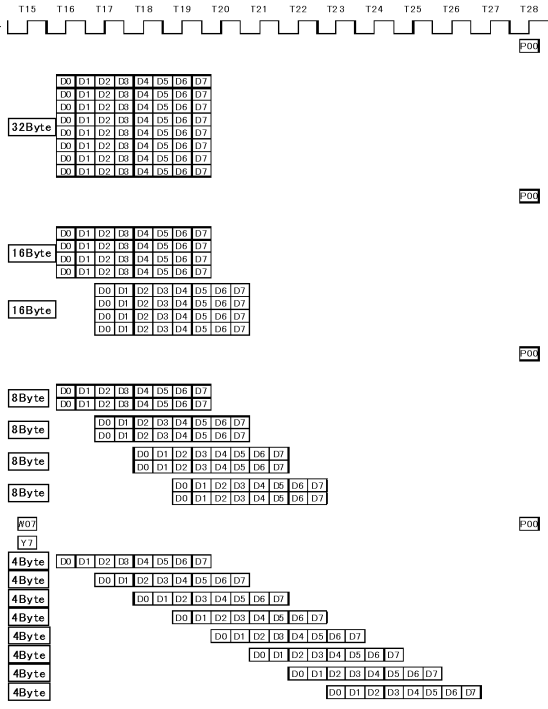 T15 T16 T17 T18 T19 T20 T21 T22 T23 T24 T25 T26 T27 T28
P00
D0 D1 D2 D3 D4 D5 D6 D7
D0 D1 D2 D3 D4 D5 D6 D7
D0 D1 D2 D3 D4 D5 D6 D7
D0 D1 D2 D3 D4 D5 D6 D7
32Byte
D0 D1 D2 D3 D4 D5 D6 D7
D0 D1 D2 D3 D4 D5 D6 D7
D0 D1 D2 D3 D4 D5 D6 D7
D0 D1 D2 D3 D4 D5 D6 D7
P00
D0 D1 D2 D3 D4 D5 D6 D7
D0 D1 D2 D3 D4 D5 D6 D7
16Byte
D0 D1 D2 D3 D4 D5 D6 D7
D0 D1 D2 D3 D4 D5 D6 D7
D0 D1 D2 D3 D4 D5 D6 D7
D0 D1 D2 D3 D4 D5 D6 D7
16Byte
D0 D1 D2 D3 D4 D5 D6 D7
D0 D1 D2 D3 D4 D5 D6 D7
P00
8Byte
D0 D1 D2 D3 D4 D5 D6 D7
D0 D1 D2 D3 D4 D5 D6 D7
8Byte
D0 D1 D2 D3 D4 D5 D6 D7
D0 D1 D2 D3 D4 D5 D6 D7
8Byte
D0 D1 D2 D3 D4 D5 D6 D7
D0 D1 D2 D3 D4 D5 D6 D7
8Byte
D0 D1 D2 D3 D4 D5 D6 D7
D0 D1 D2 D3 D4 D5 D6 D7
W07 P00
Y7
4Byte D0 D1 D2 D3 D4 D5 D6 D7
4Byte D0 D1 D2 D3 D4 D5 D6 D7
4Byte D0 D1 D2 D3 D4 D5 D6 D7
4Byte D0 D1 D2 D3 D4 D5 D6 D7
4Byte D0 D1 D2 D3 D4 D5 D6 D7
4Byte D0 D1 D2 D3 D4 D5 D6 D7
4Byte D0 D1 D2 D3 D4 D5 D6 D7
4Byte D0 D1 D2 D3 D4 D5 D6 D7